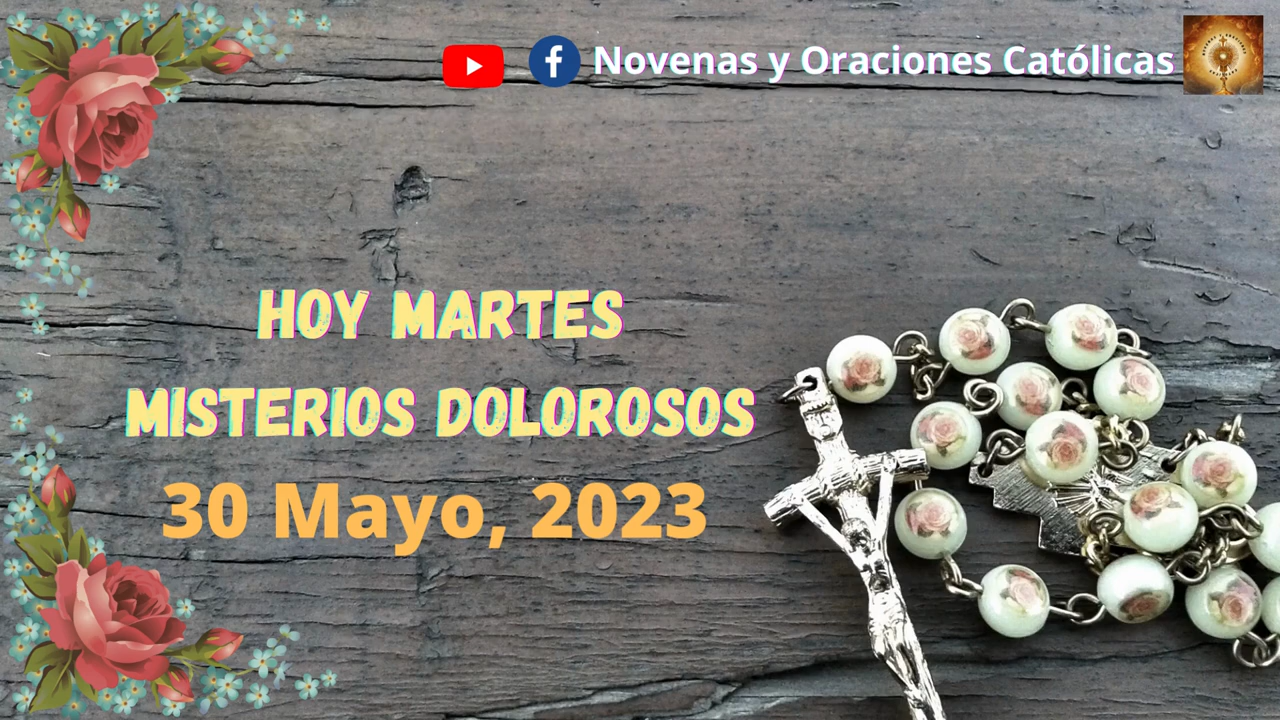 Novenas y Oraciones Católicas
HOY MARTES
MISTERIOS DOLOROSOS
30 Mayo, 2023